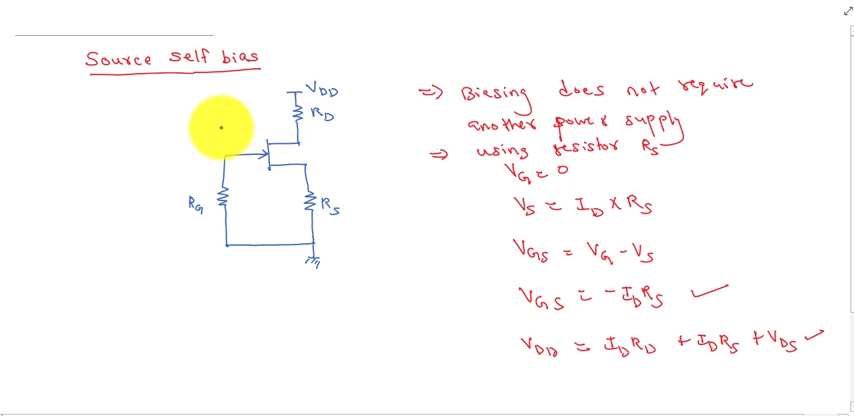 Source self bias
VDD
RD
RG
RS
⇒ Biasing does not require
another power supply
⇒ using resistor RS
VG = 0
VS = ID × RS
VGS = VG - VS
VGS = -IDRS ✓
VDD = IDRD + IDRS + VDS ✓